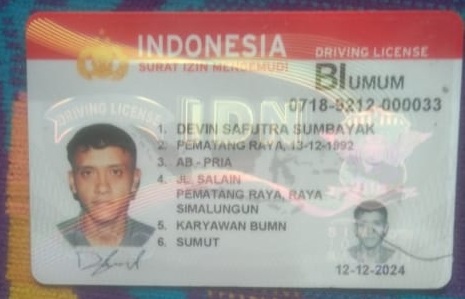 INDONESIA
SURAT IZIN MENGEMUDI
DRIVING LICENSE
BI UMUM
0718-9212-000033
DRIVING LICENSE
IDN
1. DEVIN SAFUTRA SUMBAYAK
2. PEMATANG RAYA, 13-12-1992
3. AB - PRIA
4. JL. SALAIN
PEMATANG RAYA, RAYA
SIMALUNGUN
5. KARYAWAN BUMN
6. SUMUT
12-12-2024